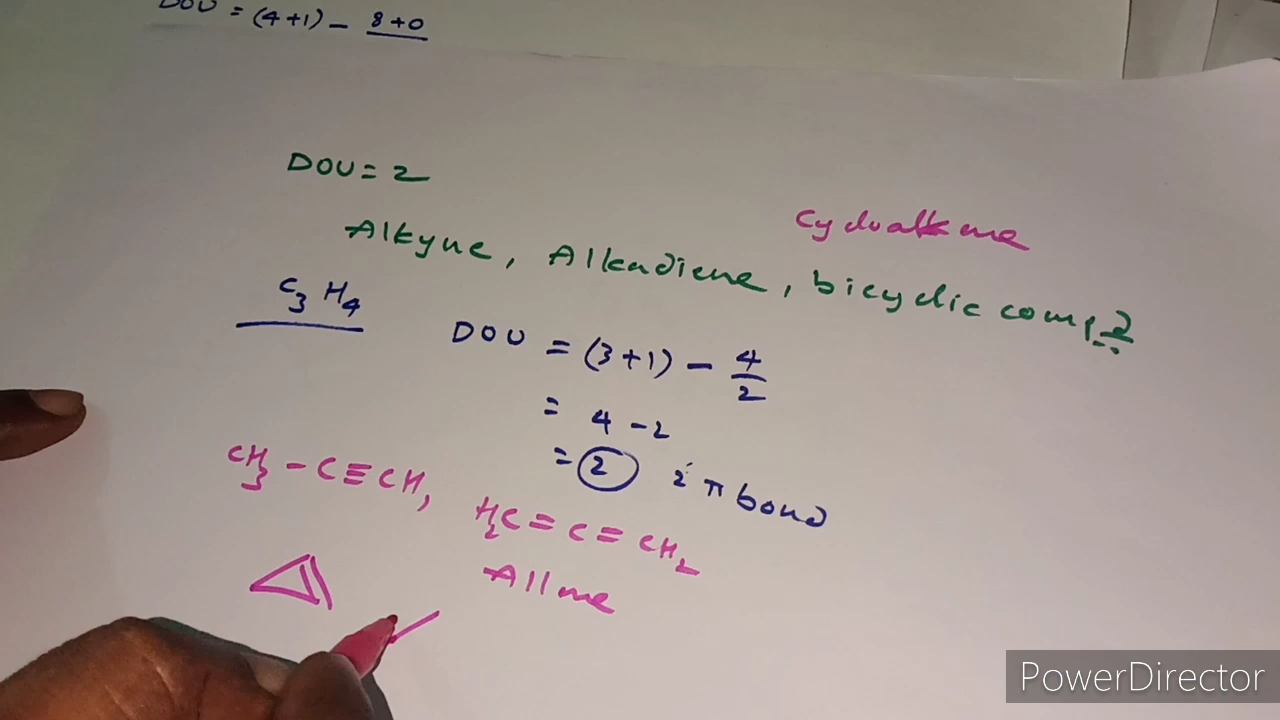 DOU = (4+1) - 8+0
DOU = 2
Cycloalkene
Alkyne, Alkadiene, bicyclic comp
C3H4
DOU = (3+1) - 4/2
= 4 - 2
= 2 2 π bond
CH3 - C≡CH, H2C = C = CH2
Allene
PowerDirector